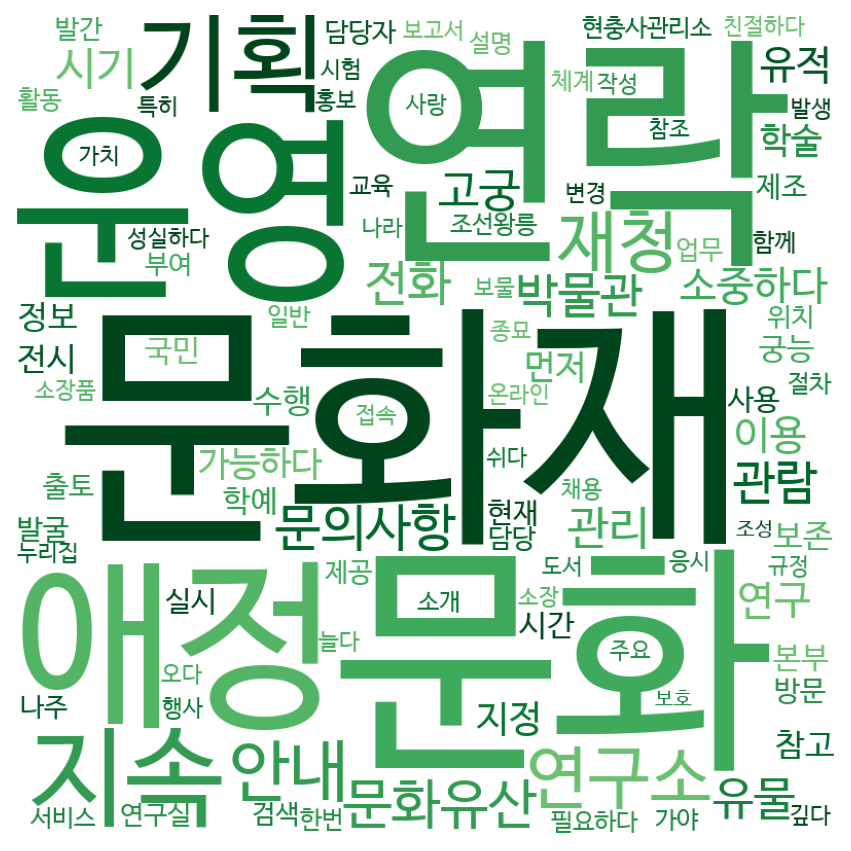 발간
기획
담당자
보고서
설명
현충사관리소
친절하다
시기
시험
연락
체계
작성
유적
활동
특히
홍보
사랑
참조
발생
학술
운영
가치
교육
고궁
변경
제조
성실하다
나라
조선왕릉
재청
업무
함께
부여
전화
보물
박물관
소중하다
정보
일반
종묘
위치
전시
국민
문화재
먼저
궁능
소장품
수행
접속
온라인
사용
절차
가능하다
쉬다
이용
출토
학예
채용
관람
발굴
문의사항
현재
관리
누리집
담당
조성
보존
애정
제공
문화
도서
응시
규정
실시
소개
소장
연구
늘다
시간
주요
본부
오다
나주
행사
보호
방문
지정
지속
안내
참고
문화유산
연구소
유물
서비스
연구실
검색
한번
필요하다
가야
깊다